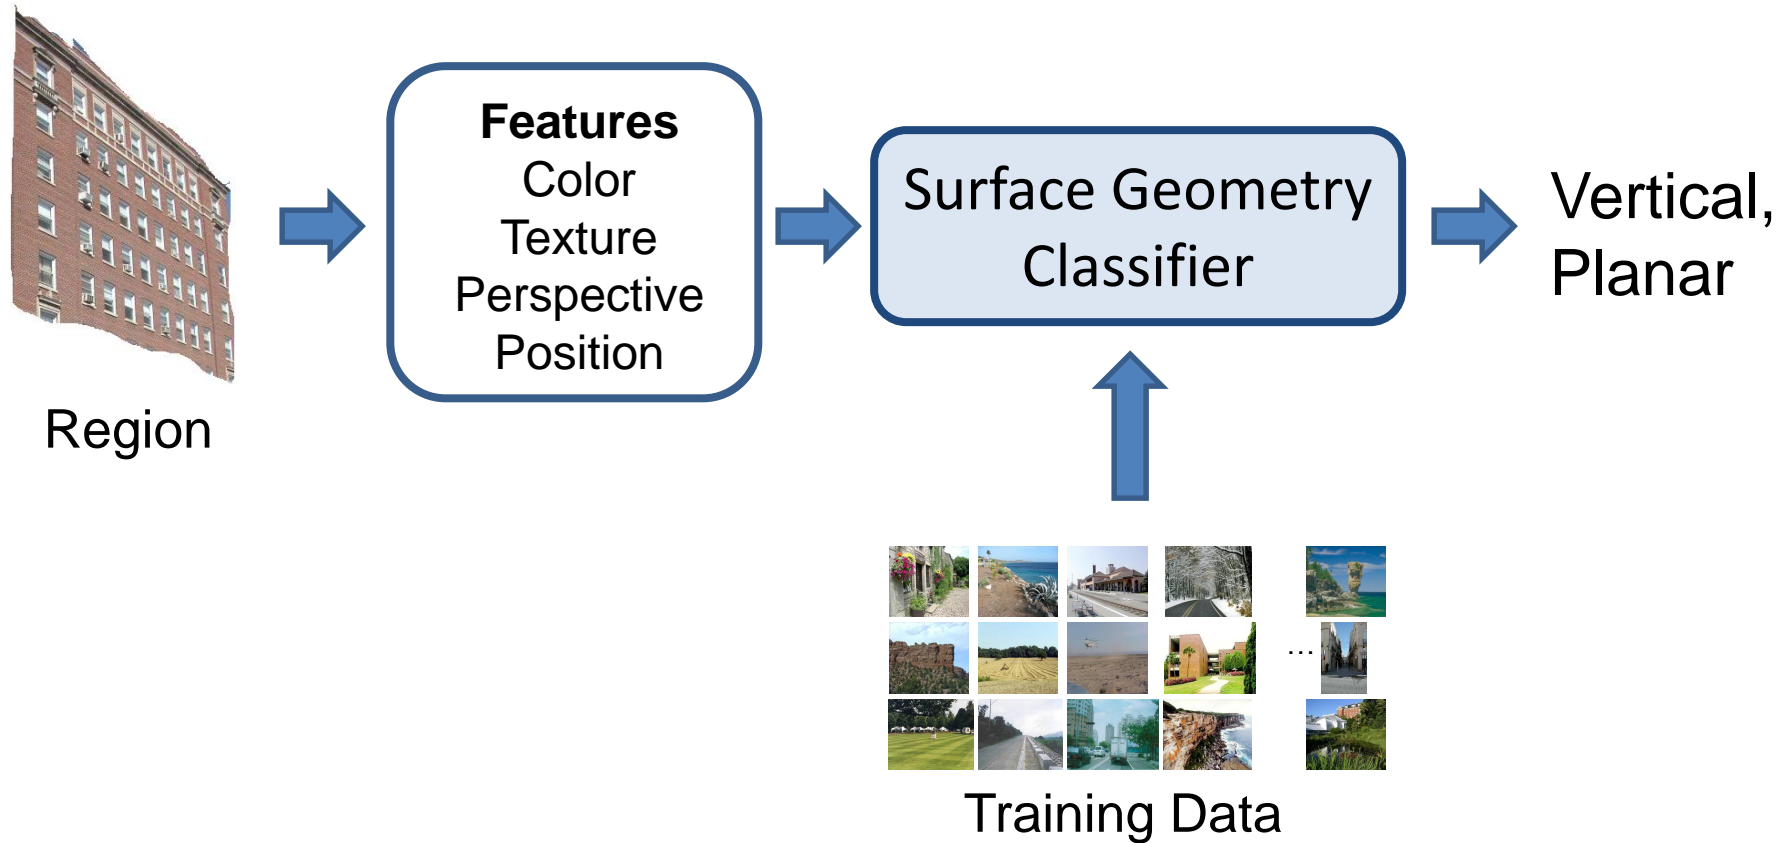 Features
Color
Texture
Perspective
Position
Surface Geometry
Classifier
Vertical,
Planar
Region
...
Training Data